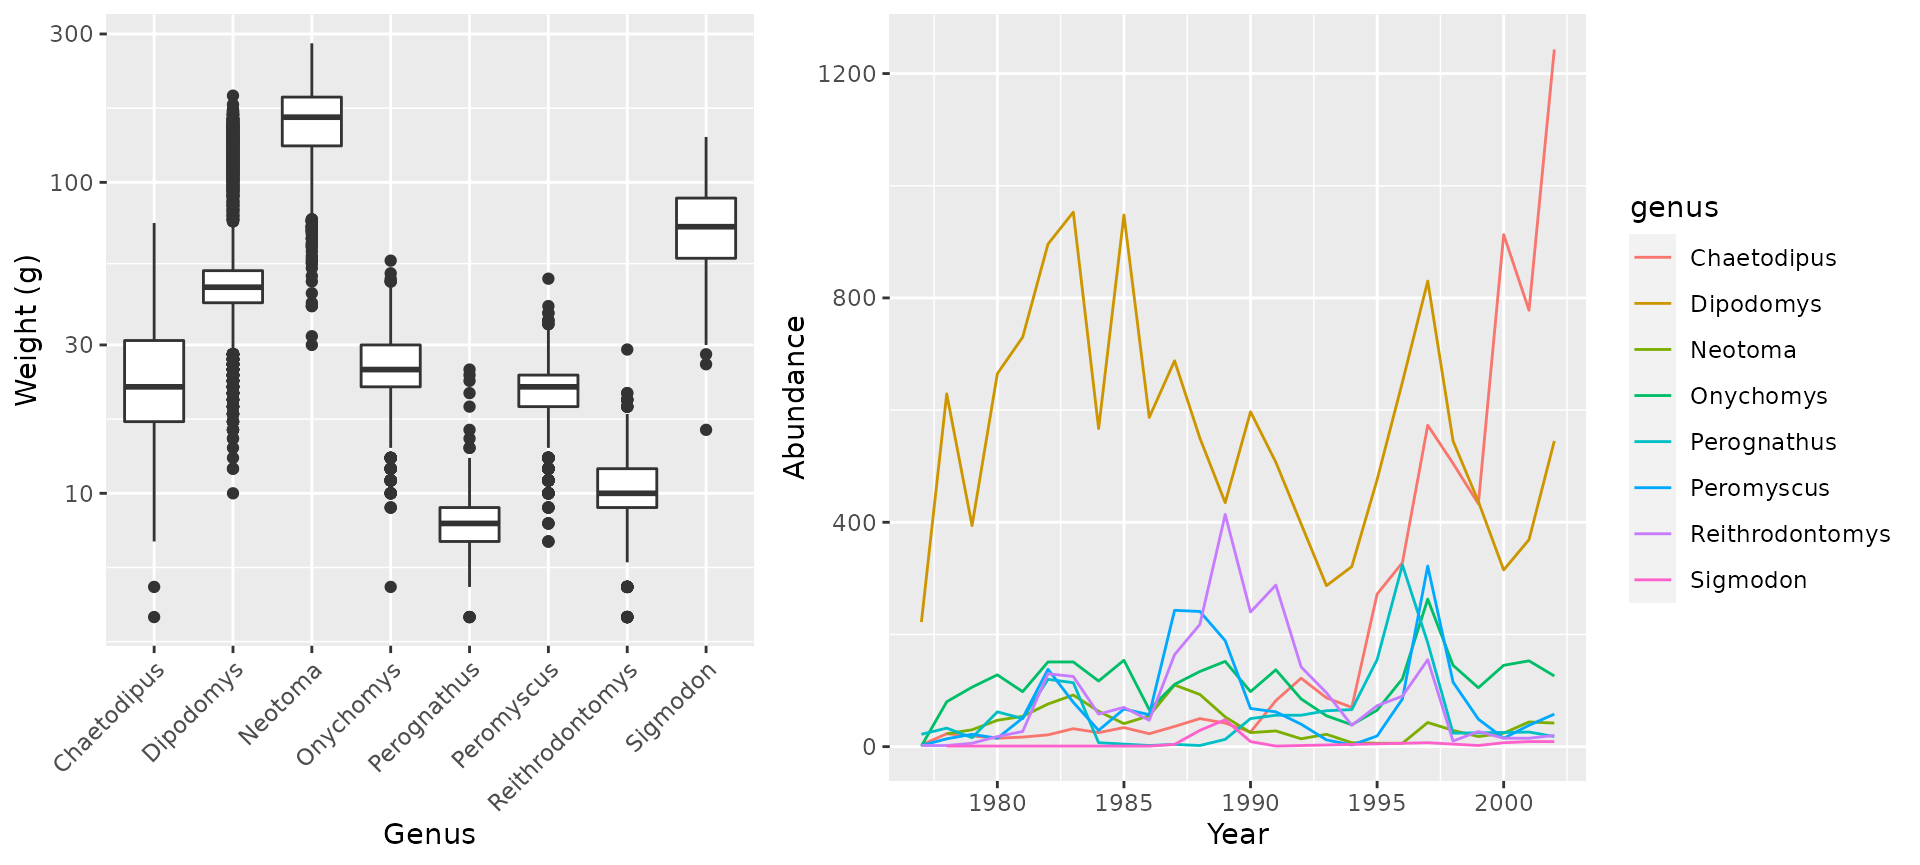 300
100
30
10
Weight (g)
Chaetodipus
Dipodomys
Neotoma
Onychomys
Perognathus
Peromyscus
Reithrodontomys
Sigmodon
Genus
1200
800
400
0
Abundance
1980
1985
1990
1995
2000
Year
genus
Chaetodipus
Dipodomys
Neotoma
Onychomys
Perognathus
Peromyscus
Reithrodontomys
Sigmodon